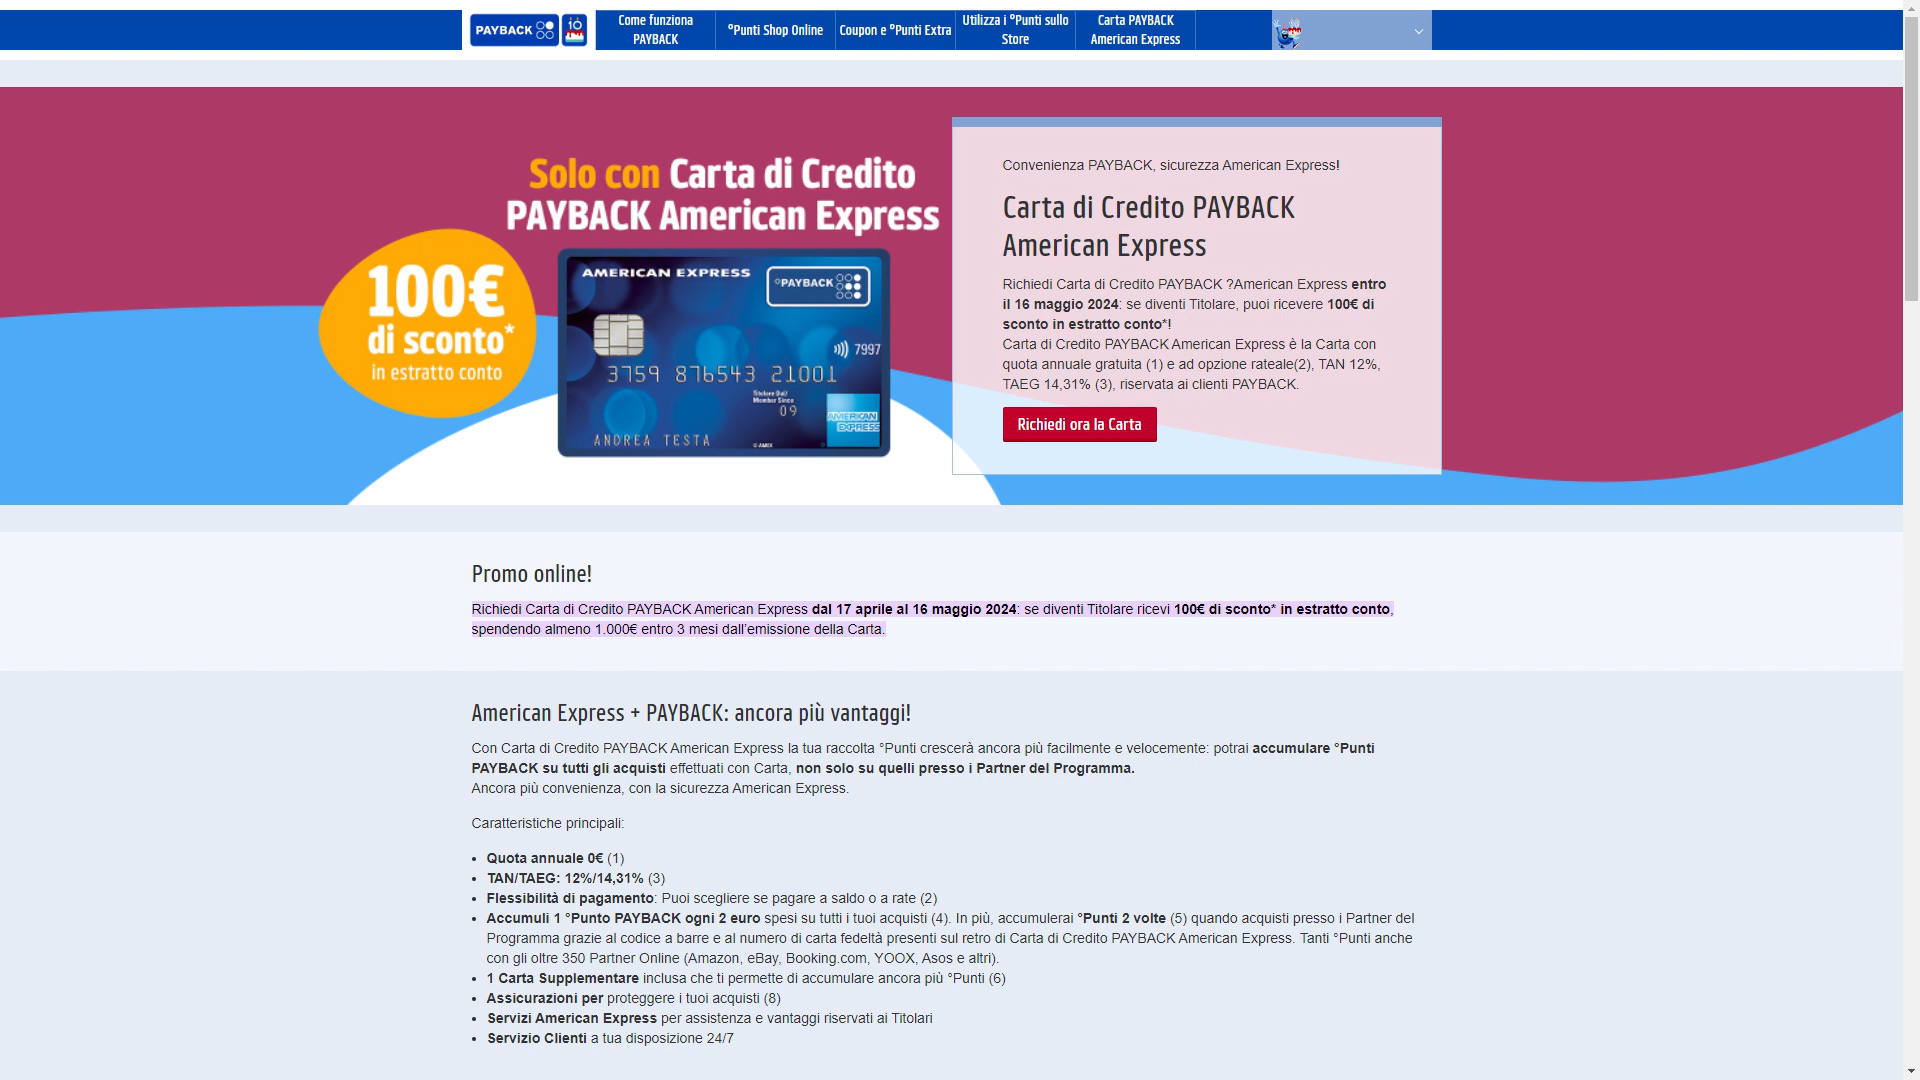 PAYBACK 10
Come funziona PAYBACK
°Punti Shop Online
Coupon e °Punti Extra
Utilizza i °Punti sullo Store
Carta PAYBACK American Express
Solo con Carta di Credito
PAYBACK American Express
100€
di sconto*
in estratto conto
AMERICAN EXPRESS
°PAYBACK
7997
3759 876543 21001
Titolare Dal/
Member Since
09
AMERICAN
EXPRESS
ANDREA TESTA
© AMEX
Convenienza PAYBACK, sicurezza American Express!
Carta di Credito PAYBACK
American Express
Richiedi Carta di Credito PAYBACK ?American Express entro
il 16 maggio 2024: se diventi Titolare, puoi ricevere 100€ di
sconto in estratto conto*!
Carta di Credito PAYBACK American Express è la Carta con
quota annuale gratuita (1) e ad opzione rateale(2), TAN 12%,
TAEG 14,31% (3), riservata ai clienti PAYBACK.
Richiedi ora la Carta
Promo online!
Richiedi Carta di Credito PAYBACK American Express dal 17 aprile al 16 maggio 2024: se diventi Titolare ricevi 100€ di sconto* in estratto conto,
spendendo almeno 1.000€ entro 3 mesi dall'emissione della Carta.
American Express + PAYBACK: ancora più vantaggi!
Con Carta di Credito PAYBACK American Express la tua raccolta °Punti crescerà ancora più facilmente e velocemente: potrai accumulare °Punti
PAYBACK su tutti gli acquisti effettuati con Carta, non solo su quelli presso i Partner del Programma.
Ancora più convenienza, con la sicurezza American Express.
Caratteristiche principali:
• Quota annuale 0€ (1)
• TAN/TAEG: 12%/14,31% (3)
• Flessibilità di pagamento: Puoi scegliere se pagare a saldo o a rate (2)
• Accumuli 1 °Punto PAYBACK ogni 2 euro spesi su tutti i tuoi acquisti (4). In più, accumulerai °Punti 2 volte (5) quando acquisti presso i Partner del
Programma grazie al codice a barre e al numero di carta fedeltà presenti sul retro di Carta di Credito PAYBACK American Express. Tanti °Punti anche
con gli oltre 350 Partner Online (Amazon, eBay, Booking.com, YOOX, Asos e altri).
• 1 Carta Supplementare inclusa che ti permette di accumulare ancora più °Punti (6)
• Assicurazioni per proteggere i tuoi acquisti (8)
• Servizi American Express per assistenza e vantaggi riservati ai Titolari
• Servizio Clienti a tua disposizione 24/7